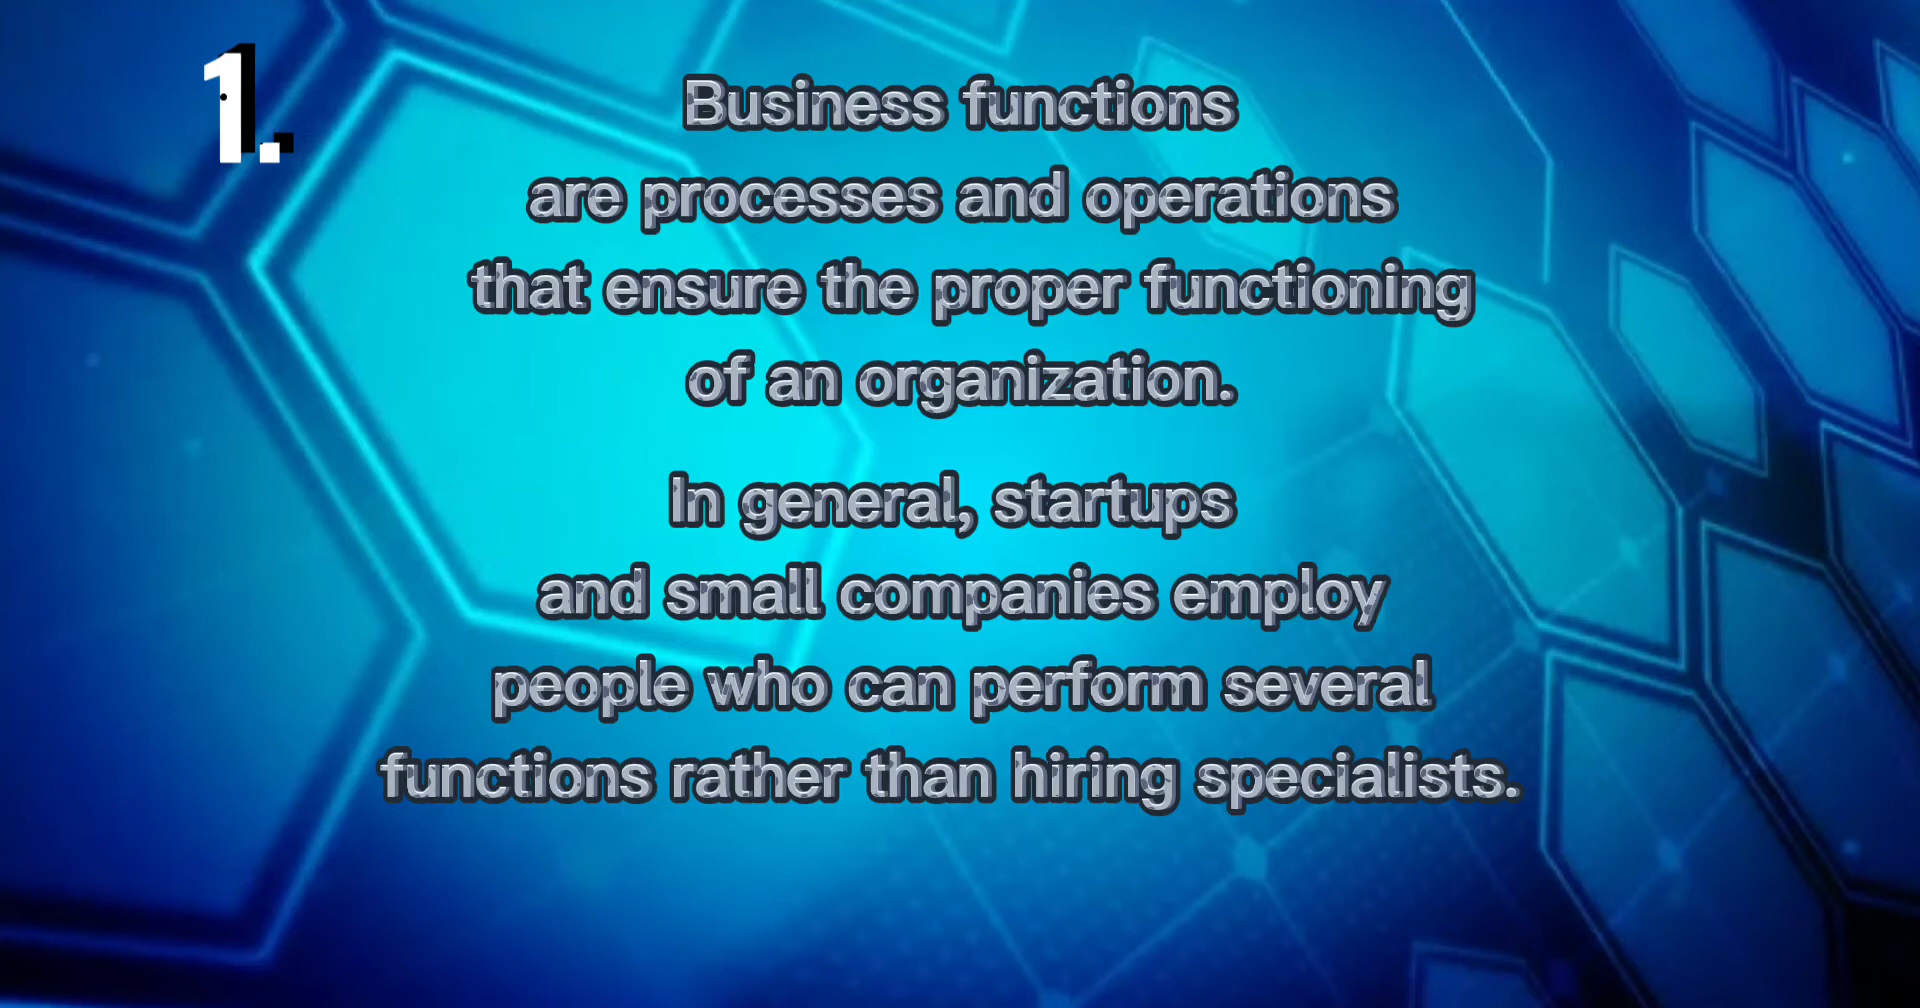 1.
Business functions
are processes and operations
that ensure the proper functioning
of an organization.
In general, startups
and small companies employ
people who can perform several
functions rather than hiring specialists.